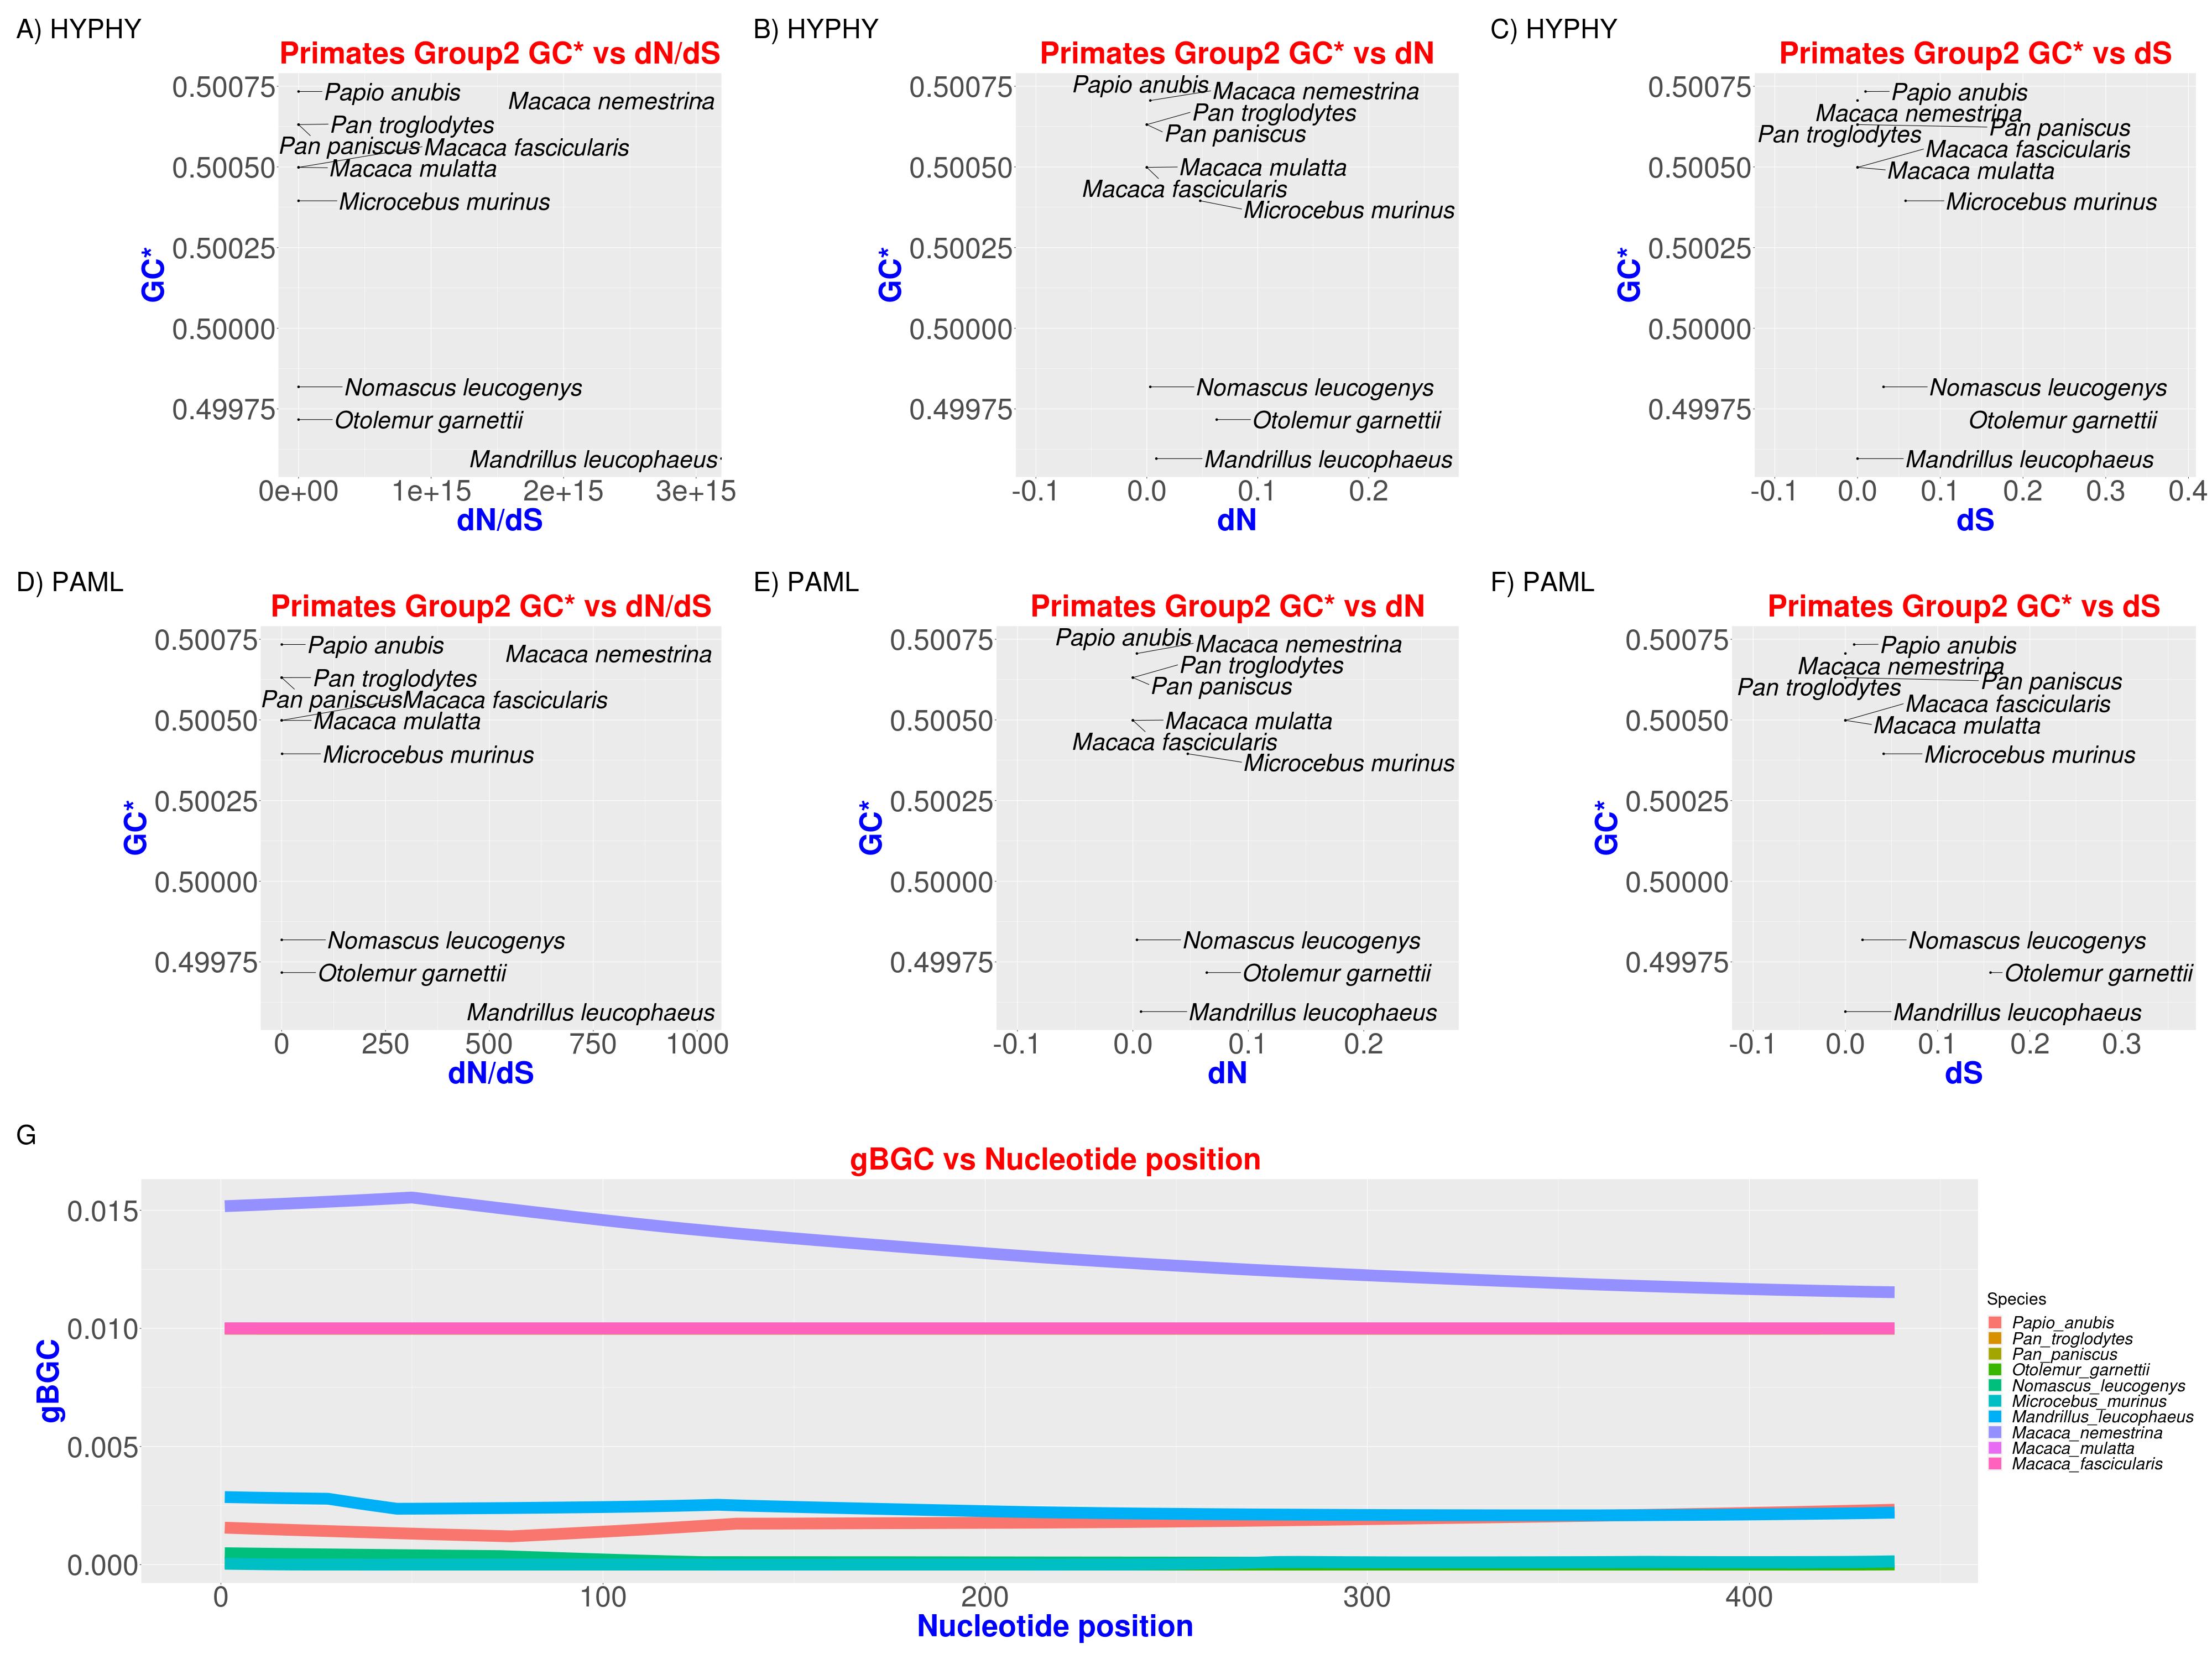 A) HYPHY
Primates Group2 GC* vs dN/dS
0.50075
0.50050
0.50025
0.50000
0.49975
GC*
Papio anubis
Macaca nemestrina
Pan troglodytes
Pan paniscus
Macaca fascicularis
Macaca mulatta
Microcebus murinus
Nomascus leucogenys
Otolemur garnettii
Mandrillus leucophaeus
0e+00 1e+15 2e+15 3e+15
dN/dS
B) HYPHY
Primates Group2 GC* vs dN
0.50075
0.50050
0.50025
0.50000
0.49975
GC*
Papio anubis
Macaca nemestrina
Pan troglodytes
Pan paniscus
Macaca mulatta
Macaca fascicularis
Microcebus murinus
Nomascus leucogenys
Otolemur garnettii
Mandrillus leucophaeus
-0.1 0.0 0.1 0.2
dN
C) HYPHY
Primates Group2 GC* vs dS
0.50075
0.50050
0.50025
0.50000
0.49975
GC*
Papio anubis
Macaca nemestrina
Pan paniscus
Pan troglodytes
Macaca fascicularis
Macaca mulatta
Microcebus murinus
Nomascus leucogenys
Otolemur garnettii
Mandrillus leucophaeus
-0.1 0.0 0.1 0.2 0.3 0.4
dS
D) PAML
Primates Group2 GC* vs dN/dS
0.50075
0.50050
0.50025
0.50000
0.49975
GC*
Papio anubis
Macaca nemestrina
Pan troglodytes
Pan paniscus
Macaca fascicularis
Macaca mulatta
Microcebus murinus
Nomascus leucogenys
Otolemur garnettii
Mandrillus leucophaeus
0 250 500 750 1000
dN/dS
E) PAML
Primates Group2 GC* vs dN
0.50075
0.50050
0.50025
0.50000
0.49975
GC*
Papio anubis
Macaca nemestrina
Pan troglodytes
Pan paniscus
Macaca mulatta
Macaca fascicularis
Microcebus murinus
Nomascus leucogenys
Otolemur garnettii
Mandrillus leucophaeus
-0.1 0.0 0.1 0.2
dN
F) PAML
Primates Group2 GC* vs dS
0.50075
0.50050
0.50025
0.50000
0.49975
GC*
Papio anubis
Macaca nemestrina
Pan paniscus
Pan troglodytes
Macaca fascicularis
Macaca mulatta
Microcebus murinus
Nomascus leucogenys
Otolemur garnettii
Mandrillus leucophaeus
-0.1 0.0 0.1 0.2 0.3
dS
G
gBGC vs Nucleotide position
0.015
0.010
0.005
0.000
gBGC
0 100 200 300 400
Nucleotide position
Species
Papio_anubis
Pan_troglodytes
Pan_paniscus
Otolemur_garnettii
Nomascus_leucogenys
Microcebus_murinus
Mandrillus_leucophaeus
Macaca_nemestrina
Macaca_mulatta
Macaca_fascicularis